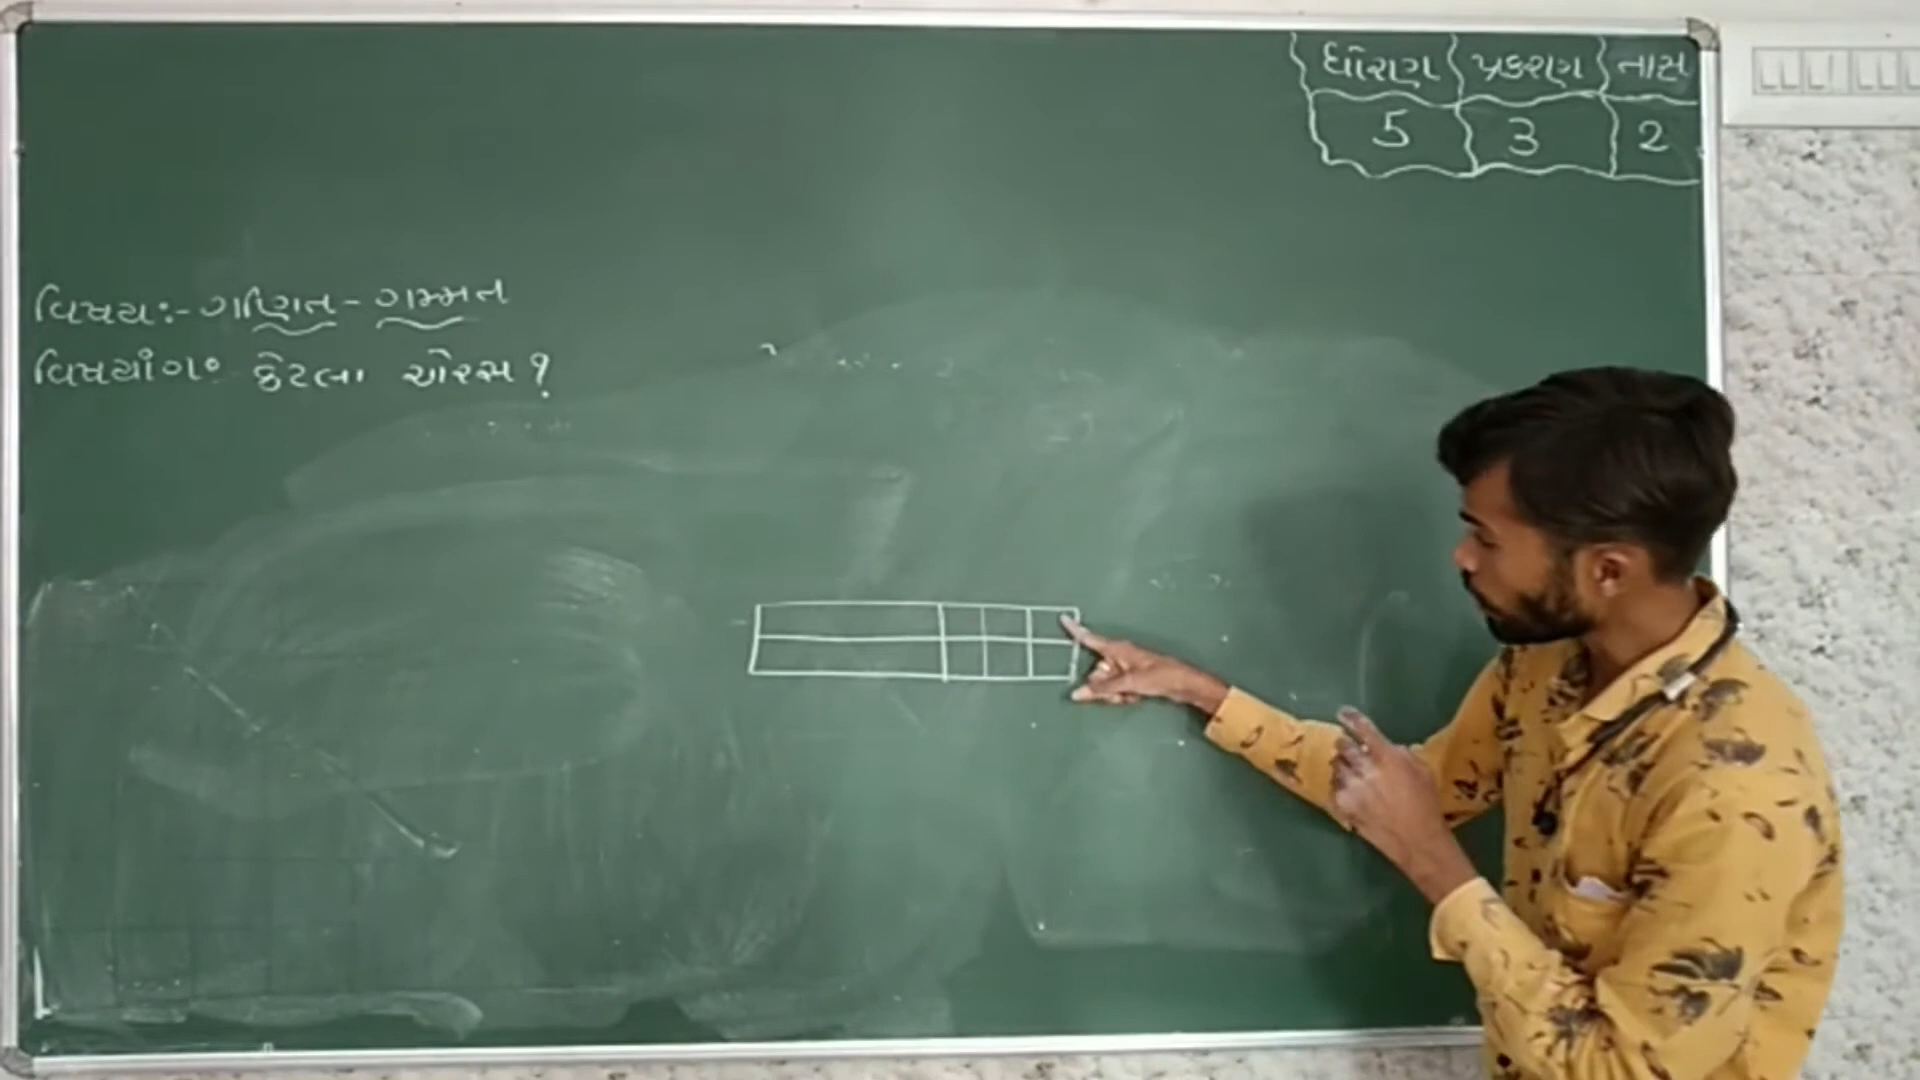 ધોરણ પ્રકરણ તાસ
5 3 2
વિષય:- ગણિત - ગમ્મત
વિષયાંગ: કેટલા ચોરસ ?